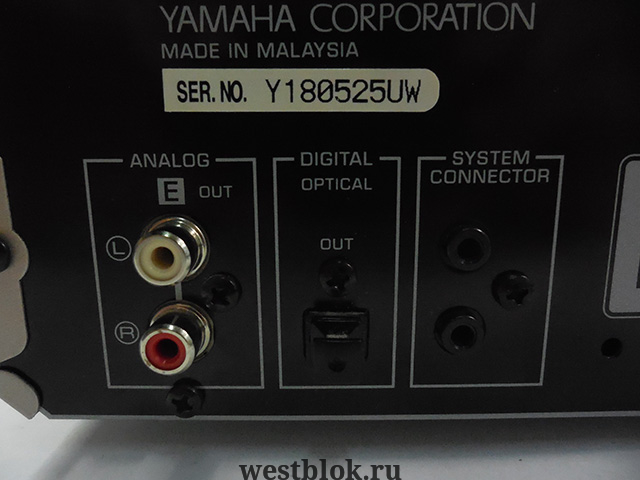 YAMAHA CORPORATION
MADE IN MALAYSIA
SER. NO. Y180525UW
ANALOG
E OUT
L
R
DIGITAL
OPTICAL
OUT
SYSTEM
CONNECTOR
westblok.ru